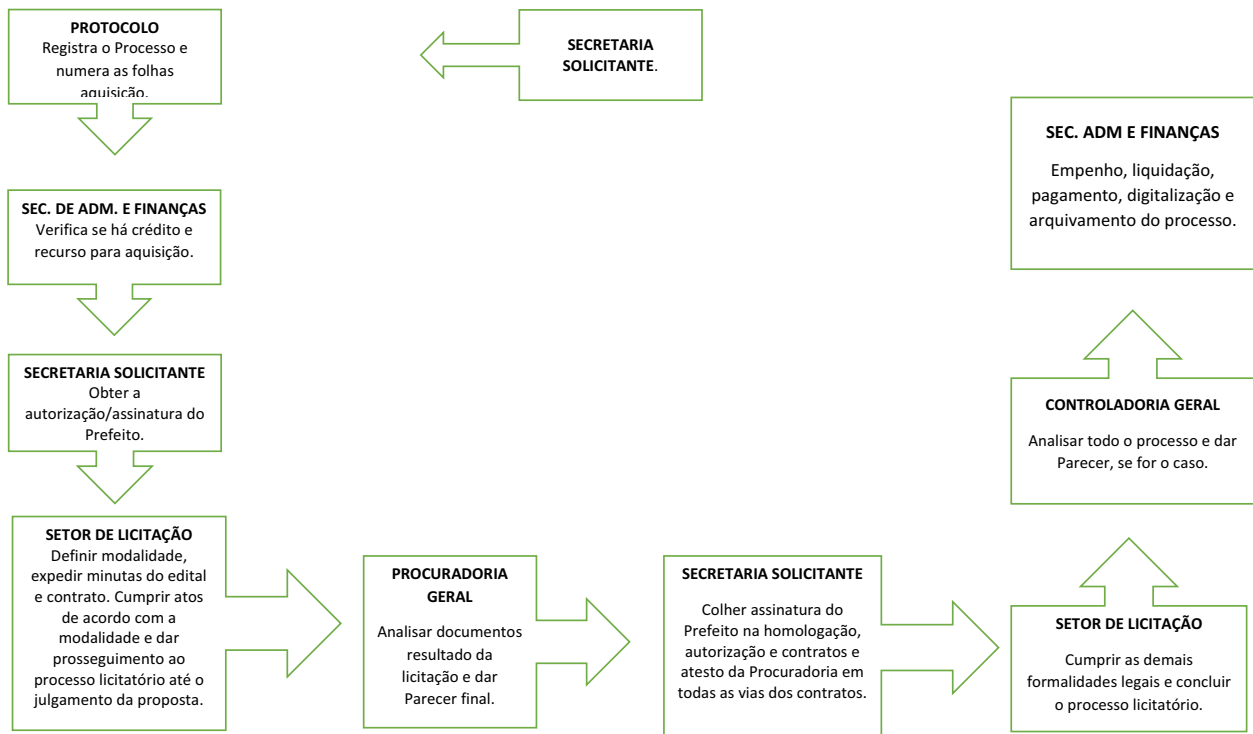 PROTOCOLO
Registra o Processo e
numera as folhas
aquisição.
SECRETARIA
SOLICITANTE.
SEC. DE ADM. E FINANÇAS
Verifica se há crédito e
recurso para aquisição.
SECRETARIA SOLICITANTE
Obter a
autorização/assinatura do
Prefeito.
SETOR DE LICITAÇÃO
Definir modalidade,
expedir minutas do edital
e contrato. Cumprir atos
de acordo com a
modalidade e dar
prosseguimento ao
processo licitatório até o
julgamento da proposta.
PROCURADORIA
GERAL
Analisar documentos
resultado da
licitação e dar
Parecer final.
SECRETARIA SOLICITANTE
Colher assinatura do
Prefeito na homologação,
autorização e contratos e
atesto da Procuradoria em
todas as vias dos contratos.
SETOR DE LICITAÇÃO
Cumprir as demais
formalidades legais e concluir
o processo licitatório.
CONTROLADORIA GERAL
Analisar todo o processo e dar
Parecer, se for o caso.
SEC. ADM E FINANÇAS
Empenho, liquidação,
pagamento, digitalização e
arquivamento do processo.